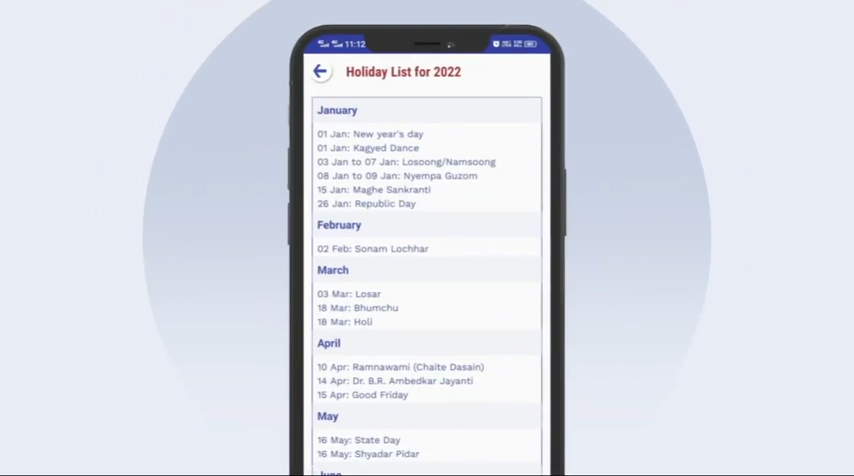 11:12
Holiday List for 2022
January
01 Jan: New year's day
01 Jan: Kagyed Dance
03 Jan to 07 Jan: Losoong/Namsoong
08 Jan to 09 Jan: Nyempa Guzom
15 Jan: Maghe Sankranti
26 Jan: Republic Day
February
02 Feb: Sonam Lochhar
March
03 Mar: Losar
18 Mar: Bhumchu
18 Mar: Holi
April
10 Apr: Ramnawami (Chaite Dasain)
14 Apr: Dr. B.R. Ambedkar Jayanti
15 Apr: Good Friday
May
16 May: State Day
16 May: Shyadar Pidar
June